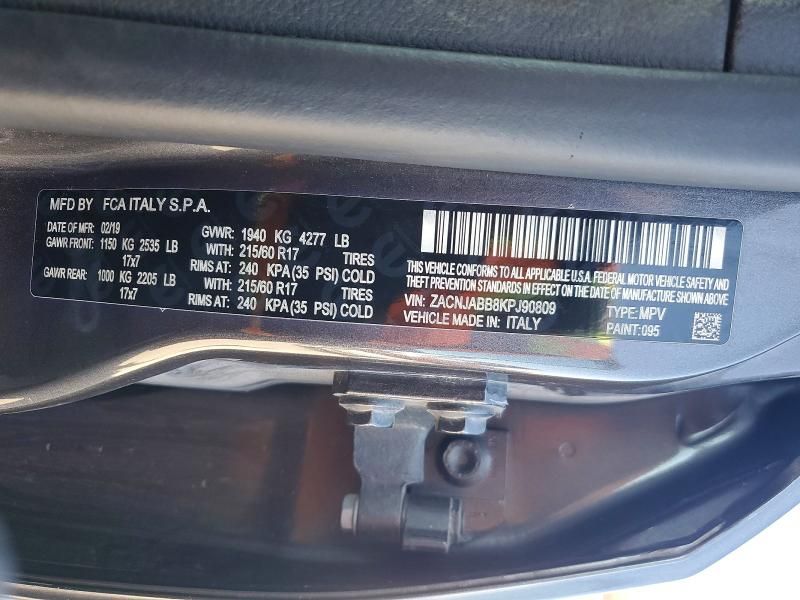 MFD BY FCA ITALY S.P.A.
DATE OF MFR: 02/19 GVWR: 1940 KG 4277 LB
GAWR FRONT: 1150 KG 2535 LB WITH: 215/60 R17 TIRES
17x7 RIMS AT: 240 KPA (35 PSI) COLD
GAWR REAR: 1000 KG 2205 LB WITH: 215/60 R17 TIRES
17x7 RIMS AT: 240 KPA (35 PSI) COLD
THIS VEHICLE CONFORMS TO ALL APPLICABLE U.S.A. FEDERAL MOTOR VEHICLE SAFETY AND
THEFT PREVENTION STANDARDS IN EFFECT ON THE DATE OF MANUFACTURE SHOWN ABOVE
VIN: ZACNJABB8KPJ90809 TYPE: MPV
VEHICLE MADE IN: ITALY PAINT: 095